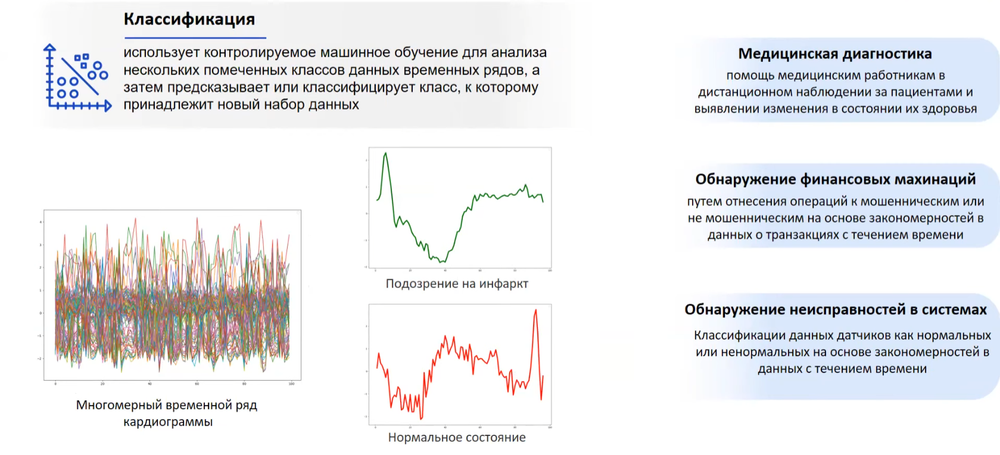 Классификация
использует контролируемое машинное обучение для анализа
нескольких помеченных классов данных временных рядов, а
затем предсказывает или классифицирует класс, к которому
принадлежит новый набор данных
Многомерный временной ряд
кардиограммы
Подозрение на инфаркт
Нормальное состояние
Медицинская диагностика
помощь медицинским работникам в
дистанционном наблюдении за пациентами и
выявлении изменения в состоянии их здоровья
Обнаружение финансовых махинаций
путем отнесения операций к мошенническим или
не мошенническим на основе закономерностей в
данных о транзакциях с течением времени
Обнаружение неисправностей в системах
Классификации данных датчиков как нормальных
или ненормальных на основе закономерностей в
данных с течением времени